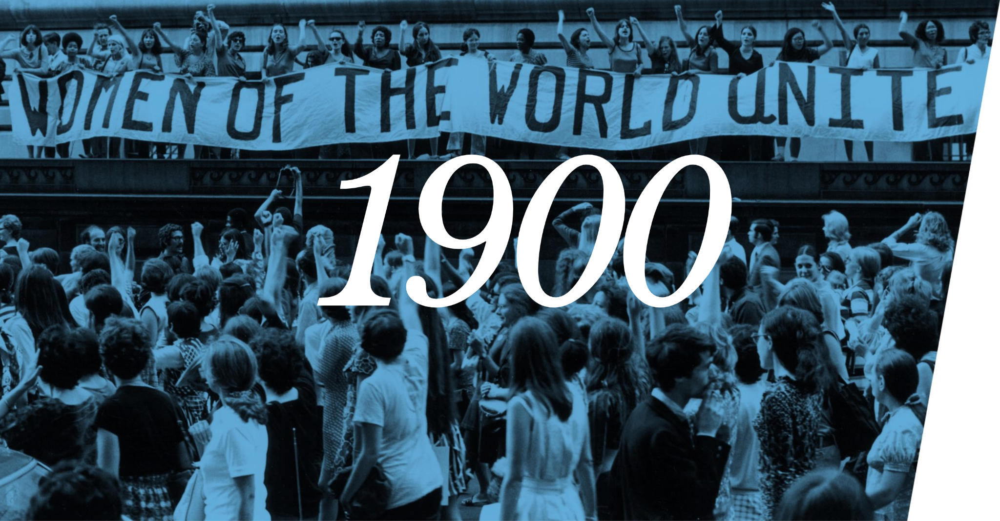 WOMEN OF THE WORLD UNITE
1900